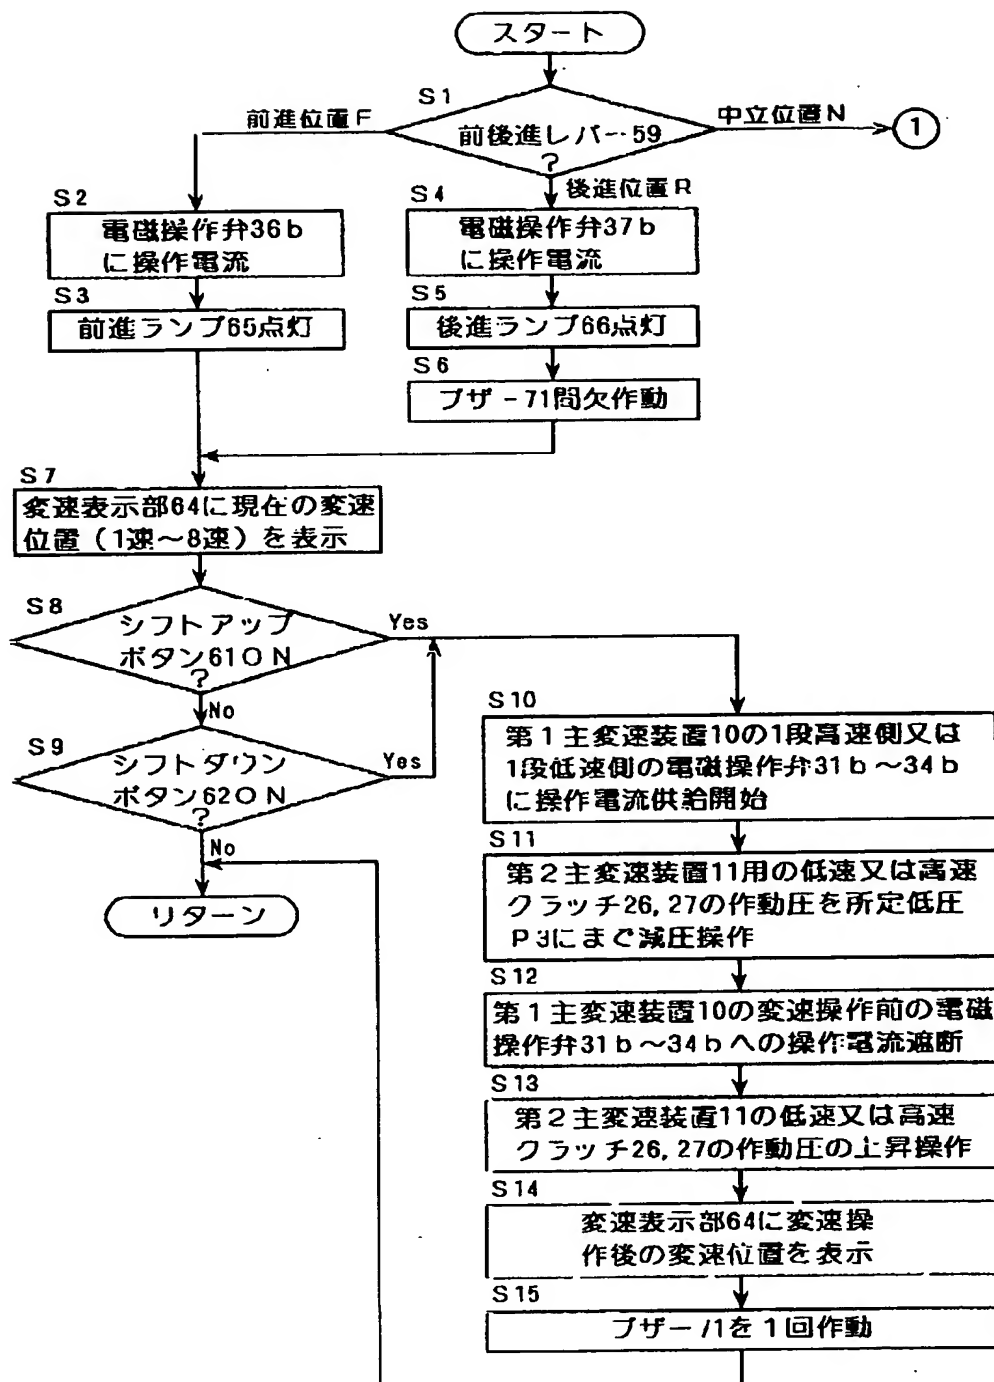 スタート
S1
前進位置F
前後進レバー59
?
中立位置N
1
後進位置R
S2
電磁操作弁36b
に操作電流
S3
前進ランプ65点灯
S4
電磁操作弁37b
に操作電流
S5
後進ランプ66点灯
S6
ブザー71間欠作動
S7
変速表示部64に現在の変速
位置(1速～8速)を表示
S8
シフトアップ
ボタン61ON
?
Yes
No
S9
シフトダウン
ボタン62ON
?
Yes
No
リターン
S10
第1主変速装置10の1段高速側又は
1段低速側の電磁操作弁31b～34b
に操作電流供給開始
S11
第2主変速装置11用の低速又は高速
クラッチ26,27の作動圧を所定低圧
P3にまで減圧操作
S12
第1主変速装置10の変速操作前の電磁
操作弁31b～34bへの操作電流遮断
S13
第2主変速装置11の低速又は高速
クラッチ26,27の作動圧の上昇操作
S14
変速表示部64に変速操
作後の変速位置を表示
S15
ブザー71を1回作動